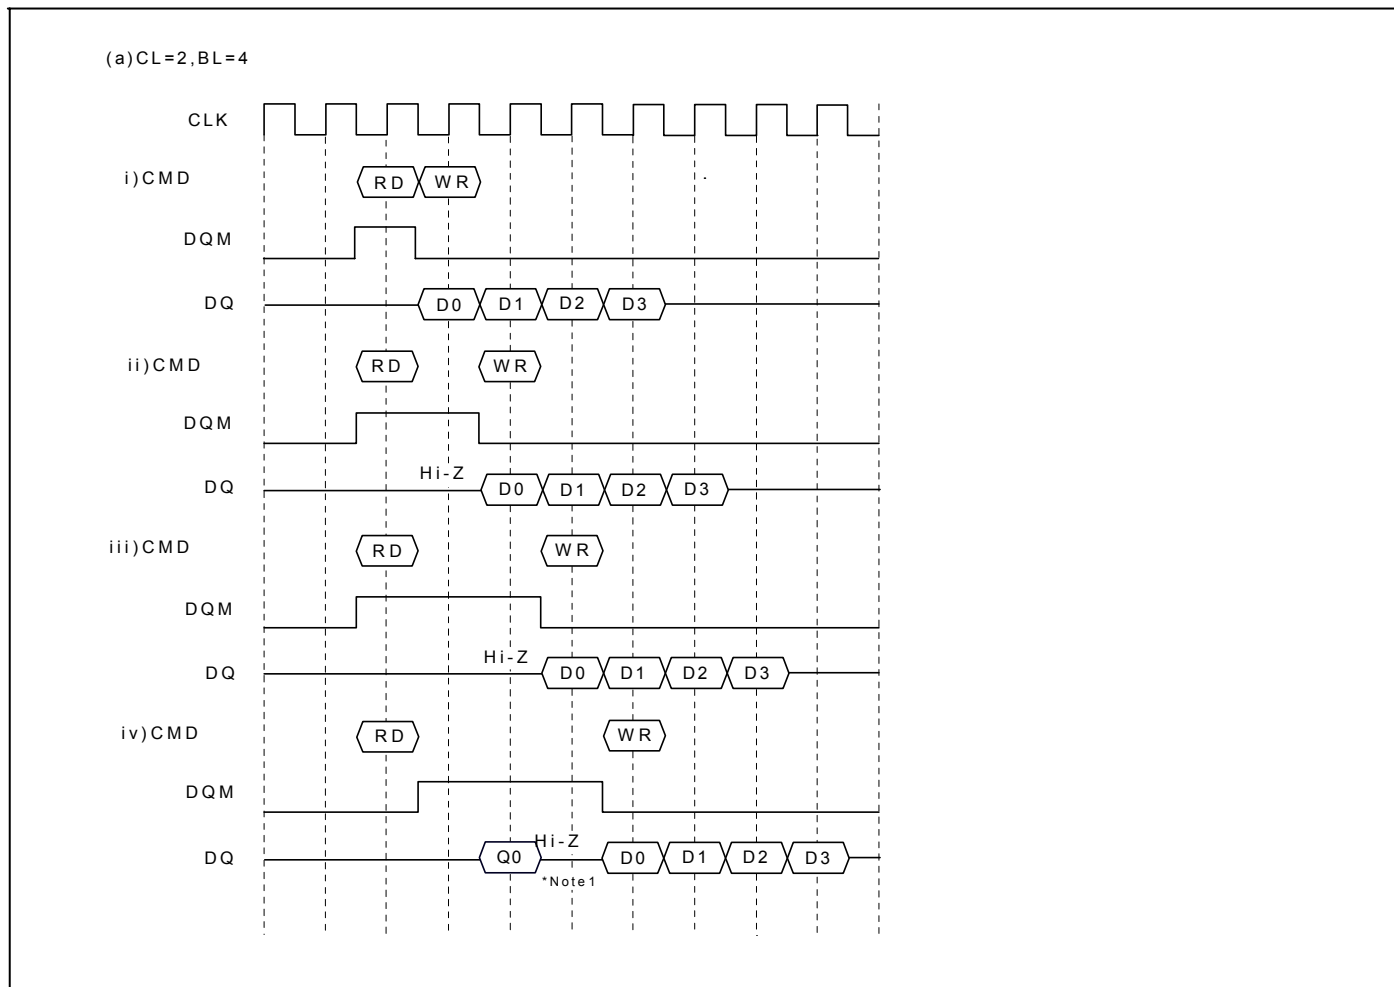 (a)CL=2,BL=4
CLK
i)CMD RD WR
DQM
DQ D0 D1 D2 D3
ii)CMD RD WR
DQM
Hi-Z
DQ D0 D1 D2 D3
iii)CMD RD WR
DQM
Hi-Z
DQ D0 D1 D2 D3
iv)CMD RD WR
DQM
Hi-Z
DQ Q0 D0 D1 D2 D3
*Note1